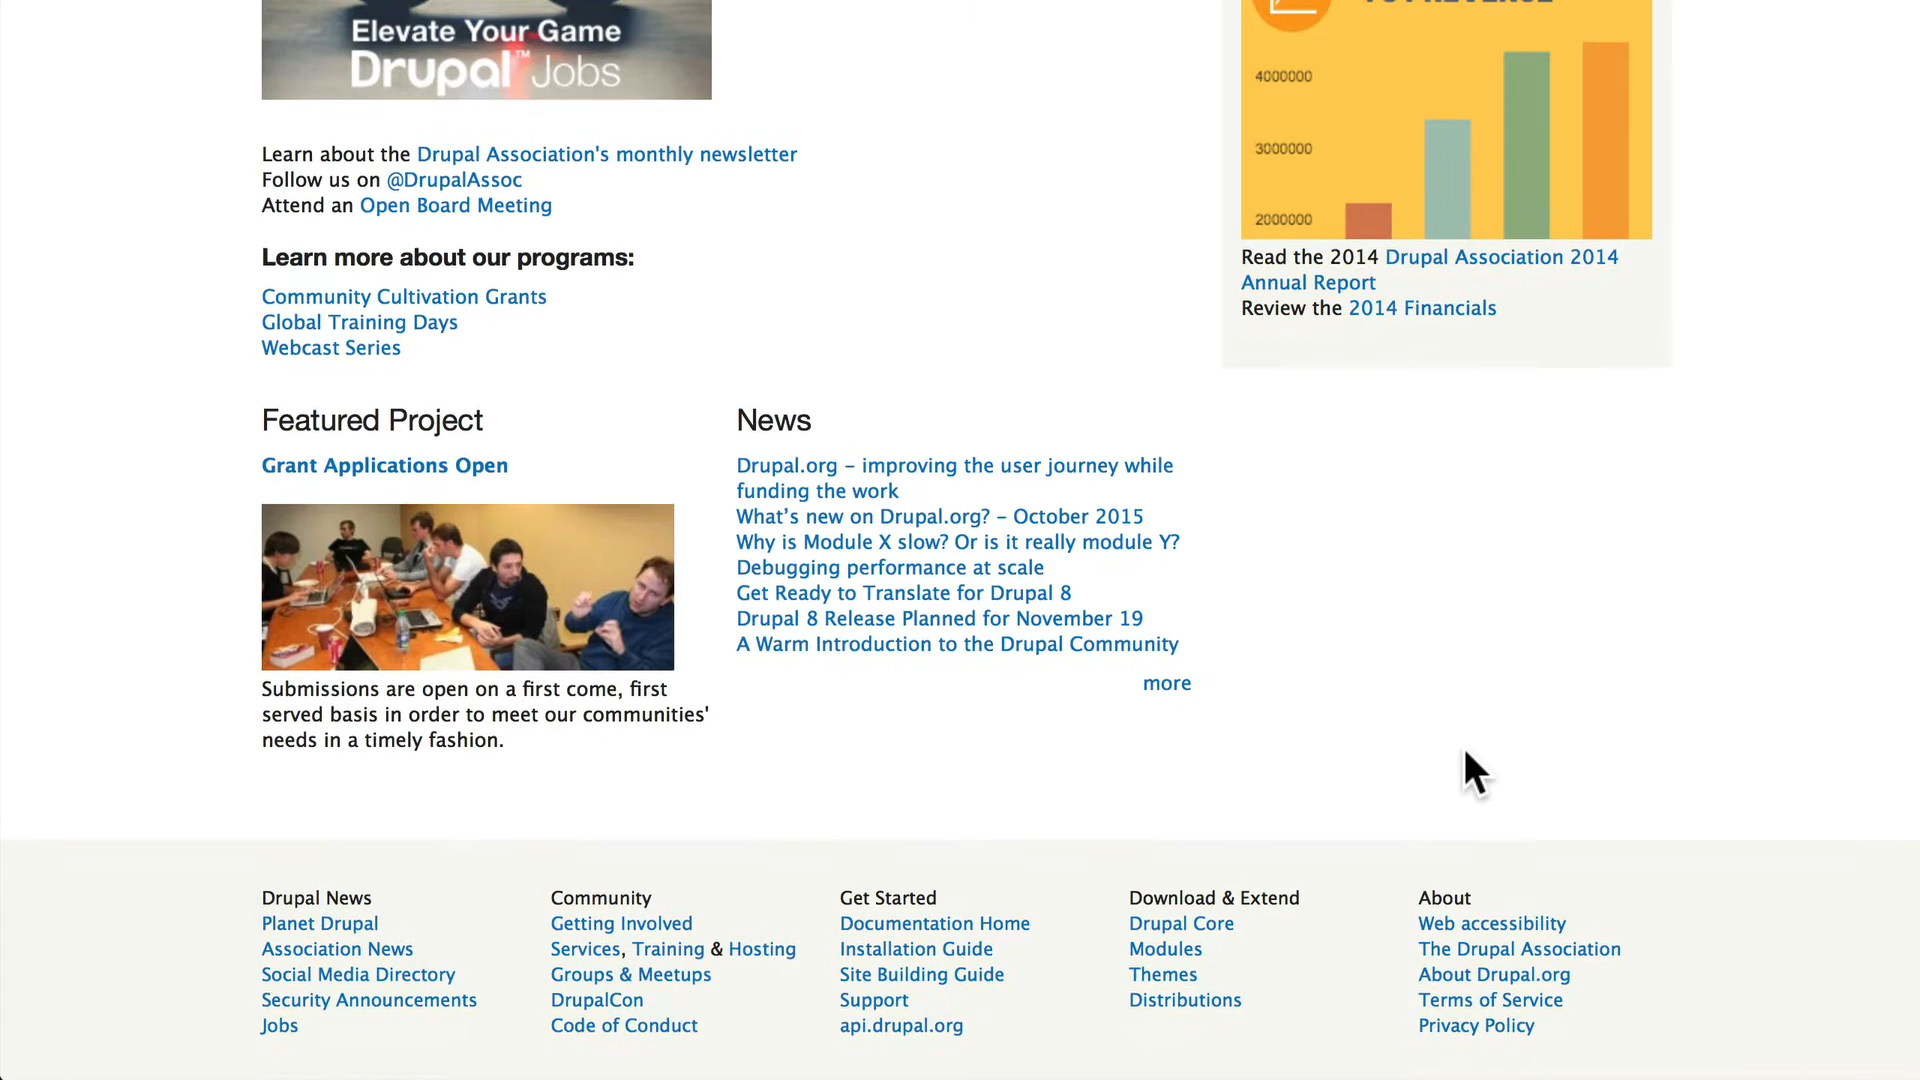 Elevate Your Game
Drupal™ Jobs
Learn about the Drupal Association's monthly newsletter
Follow us on @DrupalAssoc
Attend an Open Board Meeting
Learn more about our programs:
Community Cultivation Grants
Global Training Days
Webcast Series
4000000
3000000
2000000
Read the 2014 Drupal Association 2014
Annual Report
Review the 2014 Financials
Featured Project
Grant Applications Open
Submissions are open on a first come, first
served basis in order to meet our communities'
needs in a timely fashion.
News
Drupal.org – improving the user journey while
funding the work
What’s new on Drupal.org? – October 2015
Why is Module X slow? Or is it really module Y?
Debugging performance at scale
Get Ready to Translate for Drupal 8
Drupal 8 Release Planned for November 19
A Warm Introduction to the Drupal Community
more
Drupal News
Planet Drupal
Association News
Social Media Directory
Security Announcements
Jobs
Community
Getting Involved
Services, Training & Hosting
Groups & Meetups
DrupalCon
Code of Conduct
Get Started
Documentation Home
Installation Guide
Site Building Guide
Support
api.drupal.org
Download & Extend
Drupal Core
Modules
Themes
Distributions
About
Web accessibility
The Drupal Association
About Drupal.org
Terms of Service
Privacy Policy